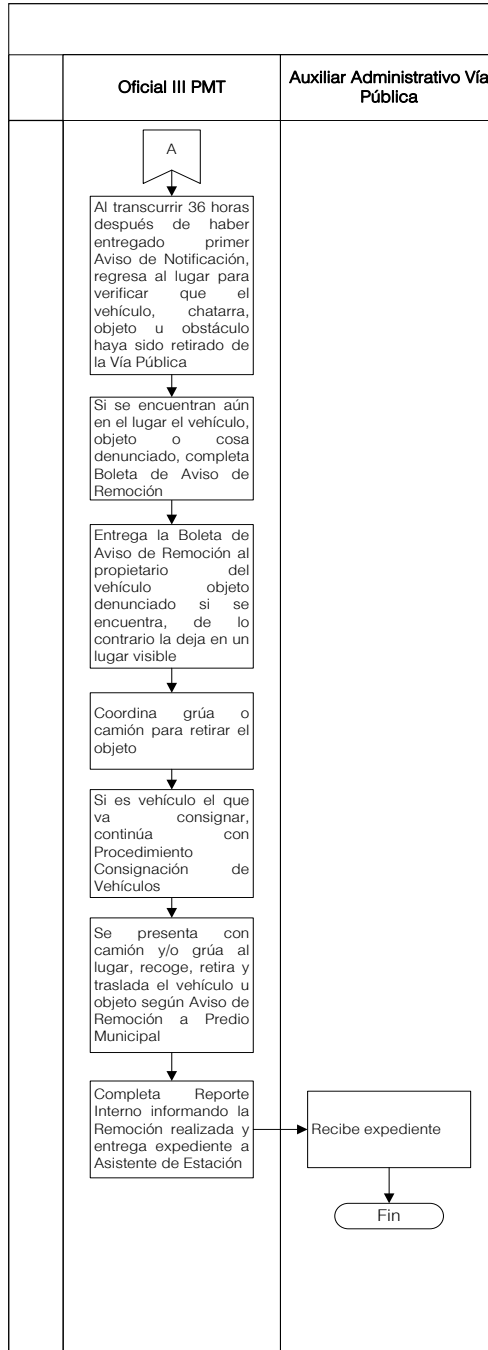 Oficial III PMT
Auxiliar Administrativo Vía
Pública
A
Al transcurrir 36 horas
después de haber
entregado primer
Aviso de Notificación,
regresa al lugar para
verificar que el
vehículo, chatarra,
objeto u obstáculo
haya sido retirado de
la Vía Pública
Si se encuentran aún
en el lugar el vehículo,
objeto o cosa
denunciado, completa
Boleta de Aviso de
Remoción
Entrega la Boleta de
Aviso de Remoción al
propietario del
vehículo objeto
denunciado si se
encuentra, de lo
contrario la deja en un
lugar visible
Coordina grúa o
camión para retirar el
objeto
Si es vehículo el que
va consignar,
continúa con
Procedimiento
Consignación de
Vehículos
Se presenta con
camión y/o grúa al
lugar, recoge, retira y
traslada el vehículo u
objeto según Aviso de
Remoción a Predio
Municipal
Completa Reporte
Interno informando la
Remoción realizada y
entrega expediente a
Asistente de Estación
Recibe expediente
Fin